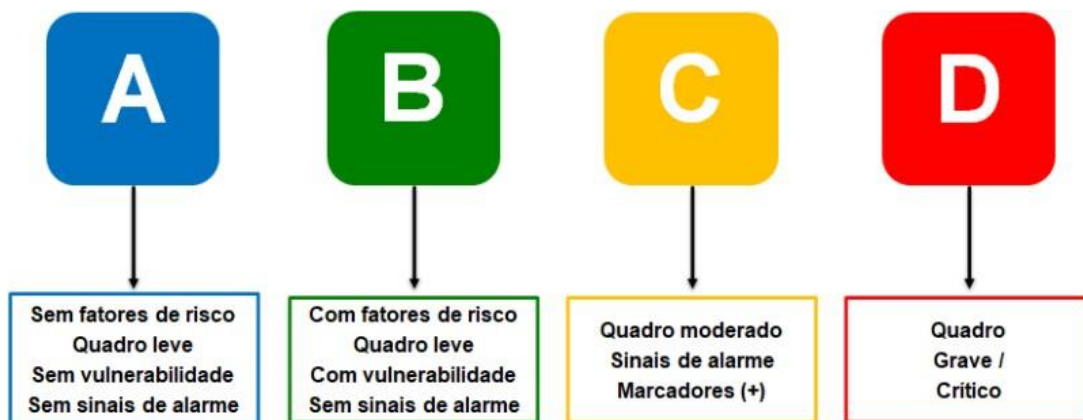 A
B
C
D
Sem fatores de risco
Quadro leve
Sem vulnerabilidade
Sem sinais de alarme
Com fatores de risco
Quadro leve
Com vulnerabilidade
Sem sinais de alarme
Quadro moderado
Sinais de alarme
Marcadores (+)
Quadro
Grave /
Crítico